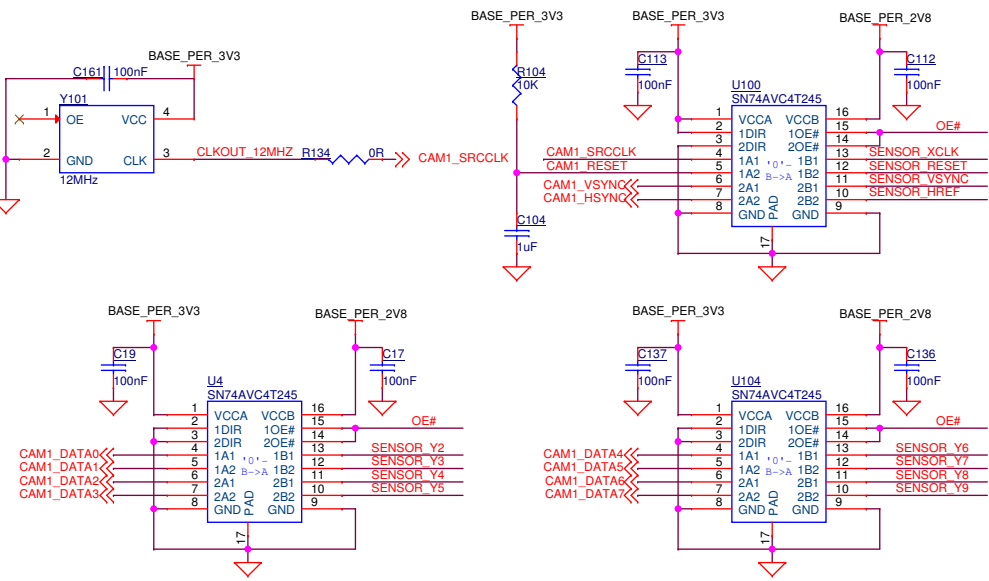 BASE_PER_3V3
C161
100nF
Y101
1
OE
VCC
4
2
GND
CLK
3
12MHz
CLKOUT_12MHZ
R134
0R
CAM1_SRCCLK
BASE_PER_3V3
R104
10K
CAM1_SRCCLK
CAM1_RESET
CAM1_VSYNC
CAM1_HSYNC
C104
1uF
BASE_PER_3V3
BASE_PER_2V8
C113
100nF
C112
100nF
U100
SN74AVC4T245
1 VCCA VCCB 16
2 1DIR 1OE# 15 OE#
3 2DIR 2OE# 14
4 1A1 '0'- 1B1 13 SENSOR_XCLK
5 1A2 B->A 1B2 12 SENSOR_RESET
6 2A1 2B1 11 SENSOR_VSYNC
7 2A2 2B2 10 SENSOR_HREF
8 GND PAD GND 9
17
BASE_PER_3V3
BASE_PER_2V8
C19
100nF
C17
100nF
U4
SN74AVC4T245
1 VCCA VCCB 16
2 1DIR 1OE# 15 OE#
3 2DIR 2OE# 14
CAM1_DATA0 4 1A1 '0'- 1B1 13 SENSOR_Y2
CAM1_DATA1 5 1A2 B->A 1B2 12 SENSOR_Y3
CAM1_DATA2 6 2A1 2B1 11 SENSOR_Y4
CAM1_DATA3 7 2A2 2B2 10 SENSOR_Y5
8 GND PAD GND 9
17
BASE_PER_3V3
BASE_PER_2V8
C137
100nF
C136
100nF
U104
SN74AVC4T245
1 VCCA VCCB 16
2 1DIR 1OE# 15 OE#
3 2DIR 2OE# 14
CAM1_DATA4 4 1A1 '0'- 1B1 13 SENSOR_Y6
CAM1_DATA5 5 1A2 B->A 1B2 12 SENSOR_Y7
CAM1_DATA6 6 2A1 2B1 11 SENSOR_Y8
CAM1_DATA7 7 2A2 2B2 10 SENSOR_Y9
8 GND PAD GND 9
17